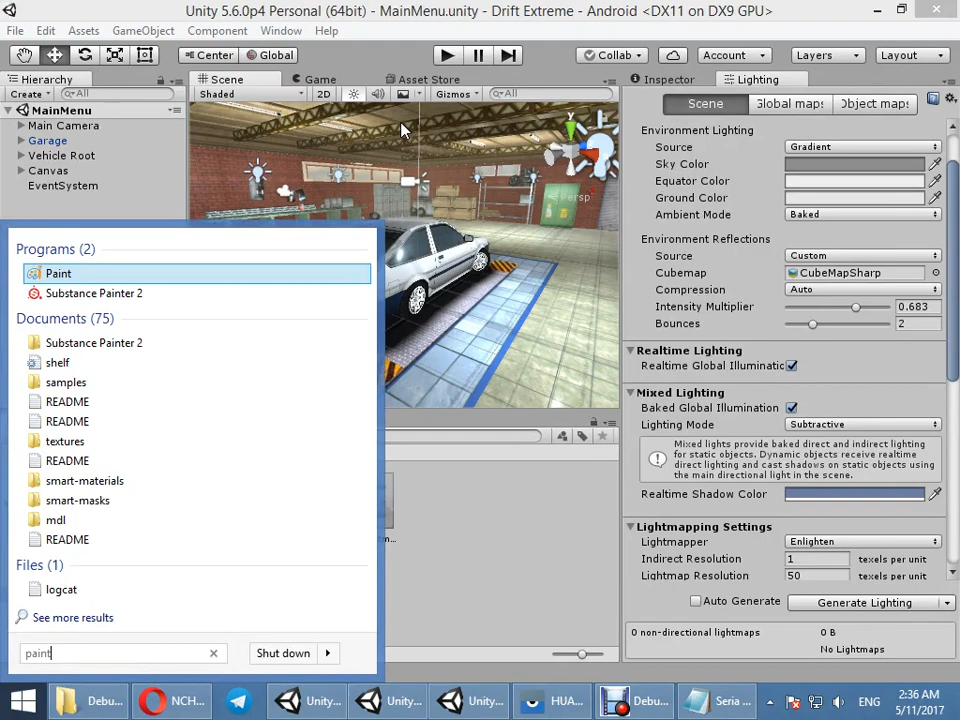 Unity 5.6.0p4 Personal (64bit) - MainMenu.unity - Drift Extreme - Android <DX11 on DX9 GPU>
File Edit Assets GameObject Component Window Help
Center Global Collab Account Layers Layout
Hierarchy Scene Game Asset Store Inspector Lighting
Create All Shaded 2D Gizmos All
MainMenu
Main Camera
Garage
Vehicle Root
Canvas
EventSystem
y
Persp
Scene Global maps Object maps
Environment Lighting
Source Gradient
Sky Color
Equator Color
Ground Color
Ambient Mode Baked
Environment Reflections
Source Custom
Cubemap CubeMapSharp
Compression Auto
Intensity Multiplier 0.683
Bounces 2
Realtime Lighting
Realtime Global Illuminatic
Mixed Lighting
Baked Global Illumination
Lighting Mode Subtractive
Mixed lights provide baked direct and indirect lighting
for static objects. Dynamic objects receive realtime
direct lighting and cast shadows on static objects using
the main directional light in the scene.
Realtime Shadow Color
Lightmapping Settings
Lightmapper Enlighten
Indirect Resolution 1 texels per unit
Lightmap Resolution 50 texels per unit
Auto Generate Generate Lighting
0 non-directional lightmaps 0 B
No Lightmaps
Programs (2)
Paint
Substance Painter 2
Documents (75)
Substance Painter 2
shelf
samples
README
README
textures
README
smart-materials
smart-masks
mdl
README
Files (1)
logcat
See more results
paint
Shut down
Debu...
NCH...
Unity...
Unity...
Unity...
HUA...
Debu...
Seria ...
ENG
2:36 AM
5/11/2017